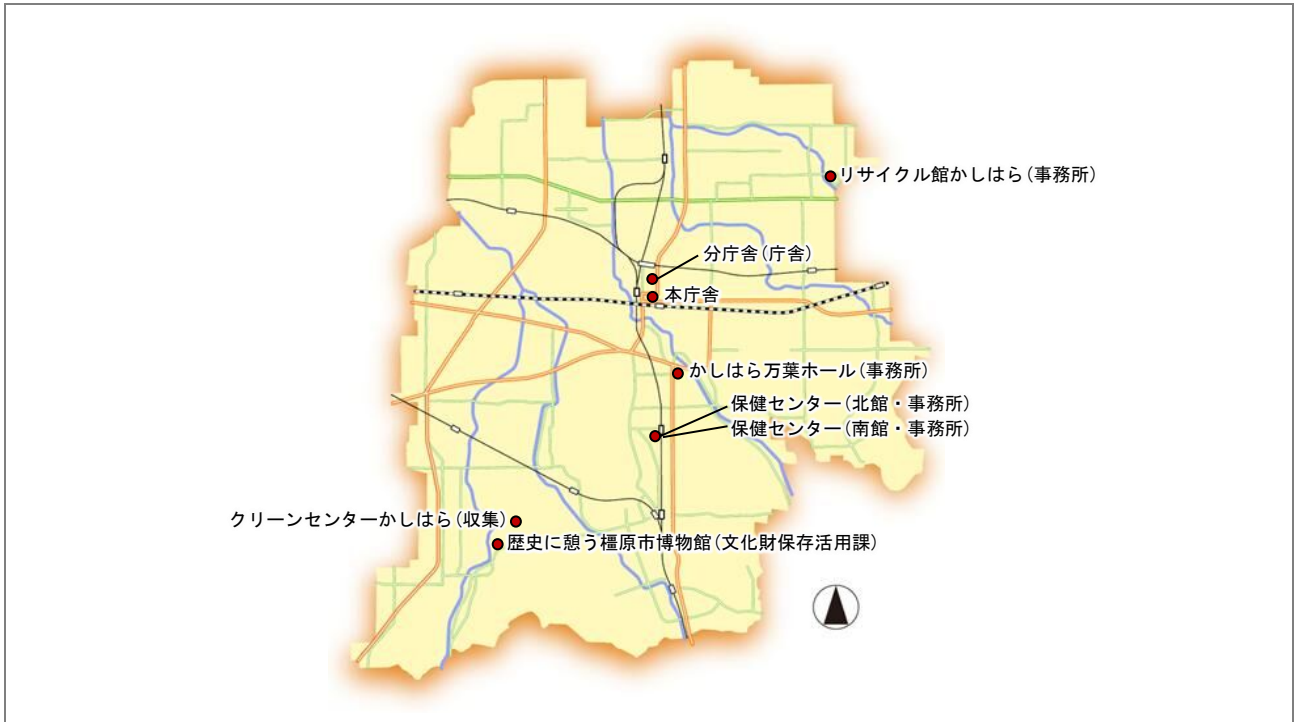 リサイクル館かしはら(事務所)
分庁舎(庁舎)
本庁舎
かしはら万葉ホール(事務所)
保健センター(北館・事務所)
保健センター(南館・事務所)
クリーンセンターかしはら(収集)
歴史に憩う橿原市博物館(文化財保存活用課)